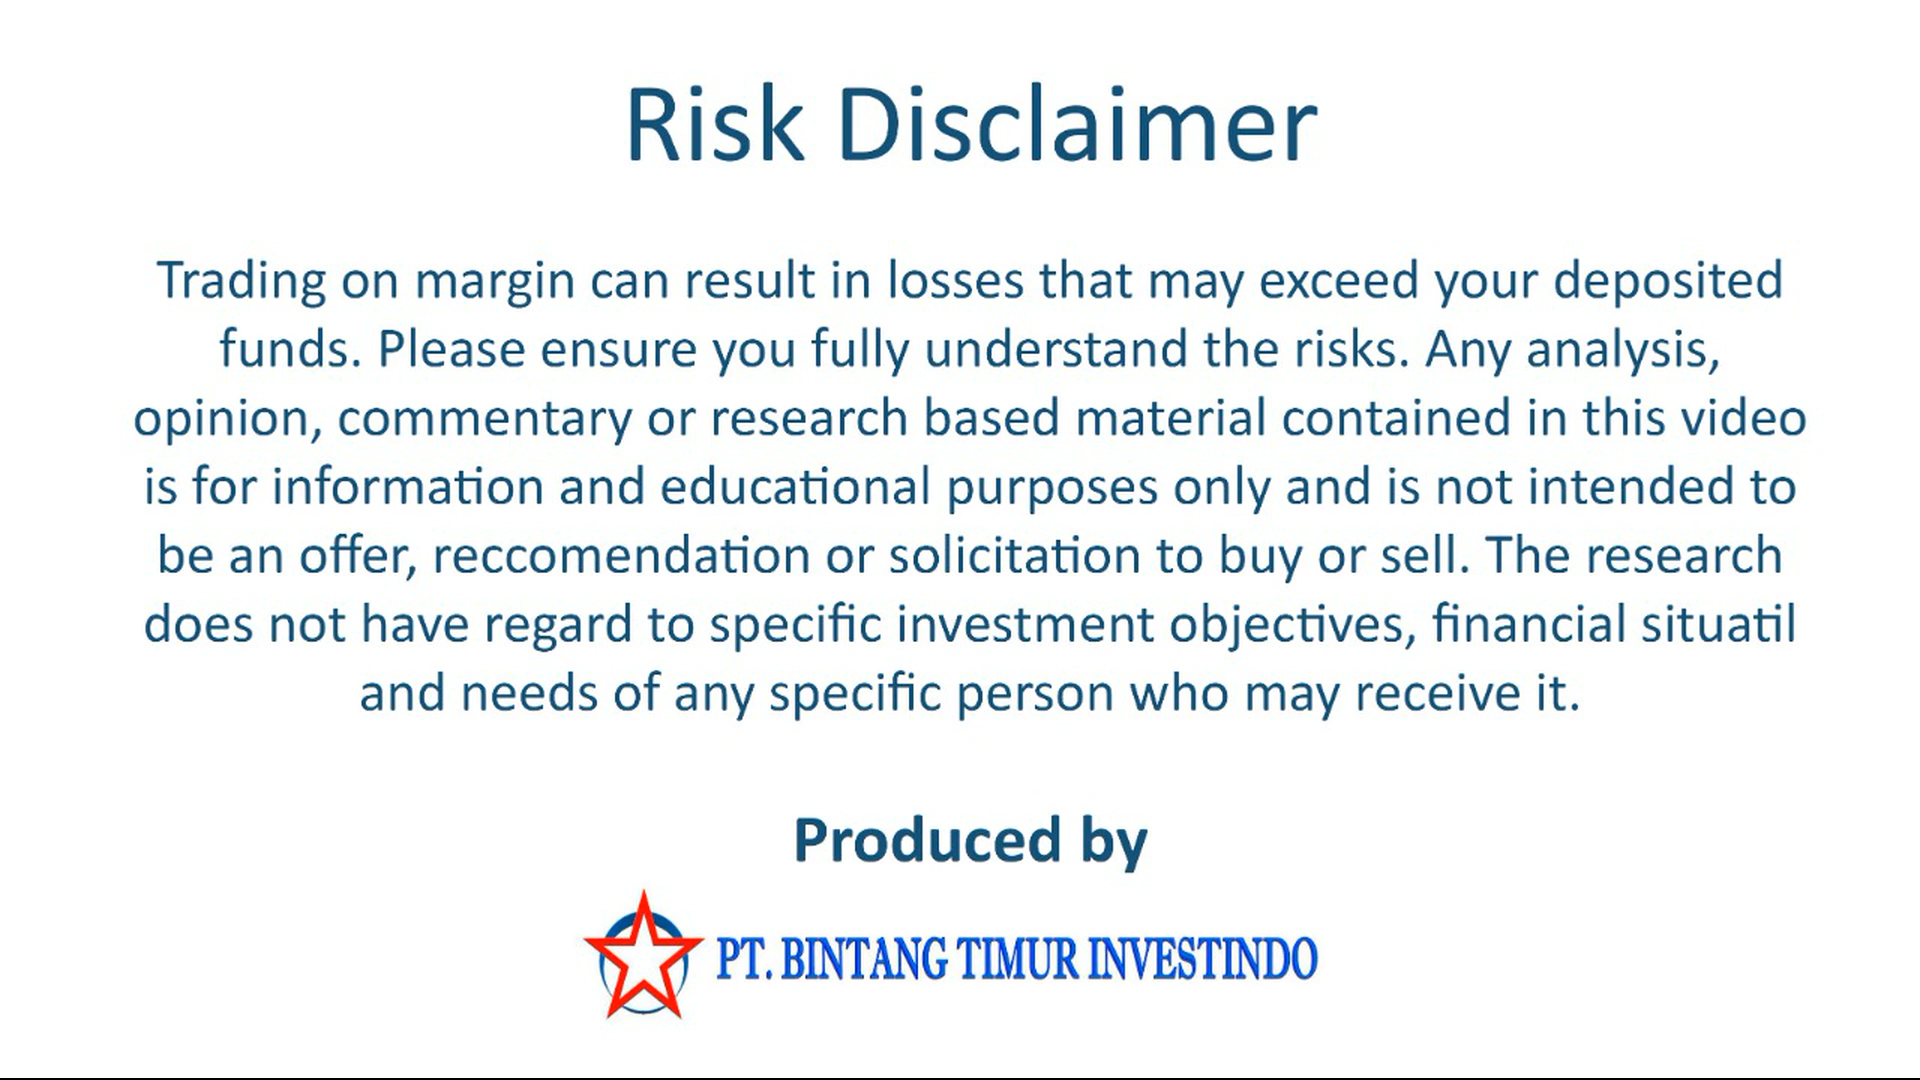 Risk Disclaimer
Trading on margin can result in losses that may exceed your deposited
funds. Please ensure you fully understand the risks. Any analysis,
opinion, commentary or research based material contained in this video
is for information and educational purposes only and is not intended to
be an offer, reccomendation or solicitation to buy or sell. The research
does not have regard to specific investment objectives, financial situatil
and needs of any specific person who may receive it.
Produced by
PT. BINTANG TIMUR INVESTINDO